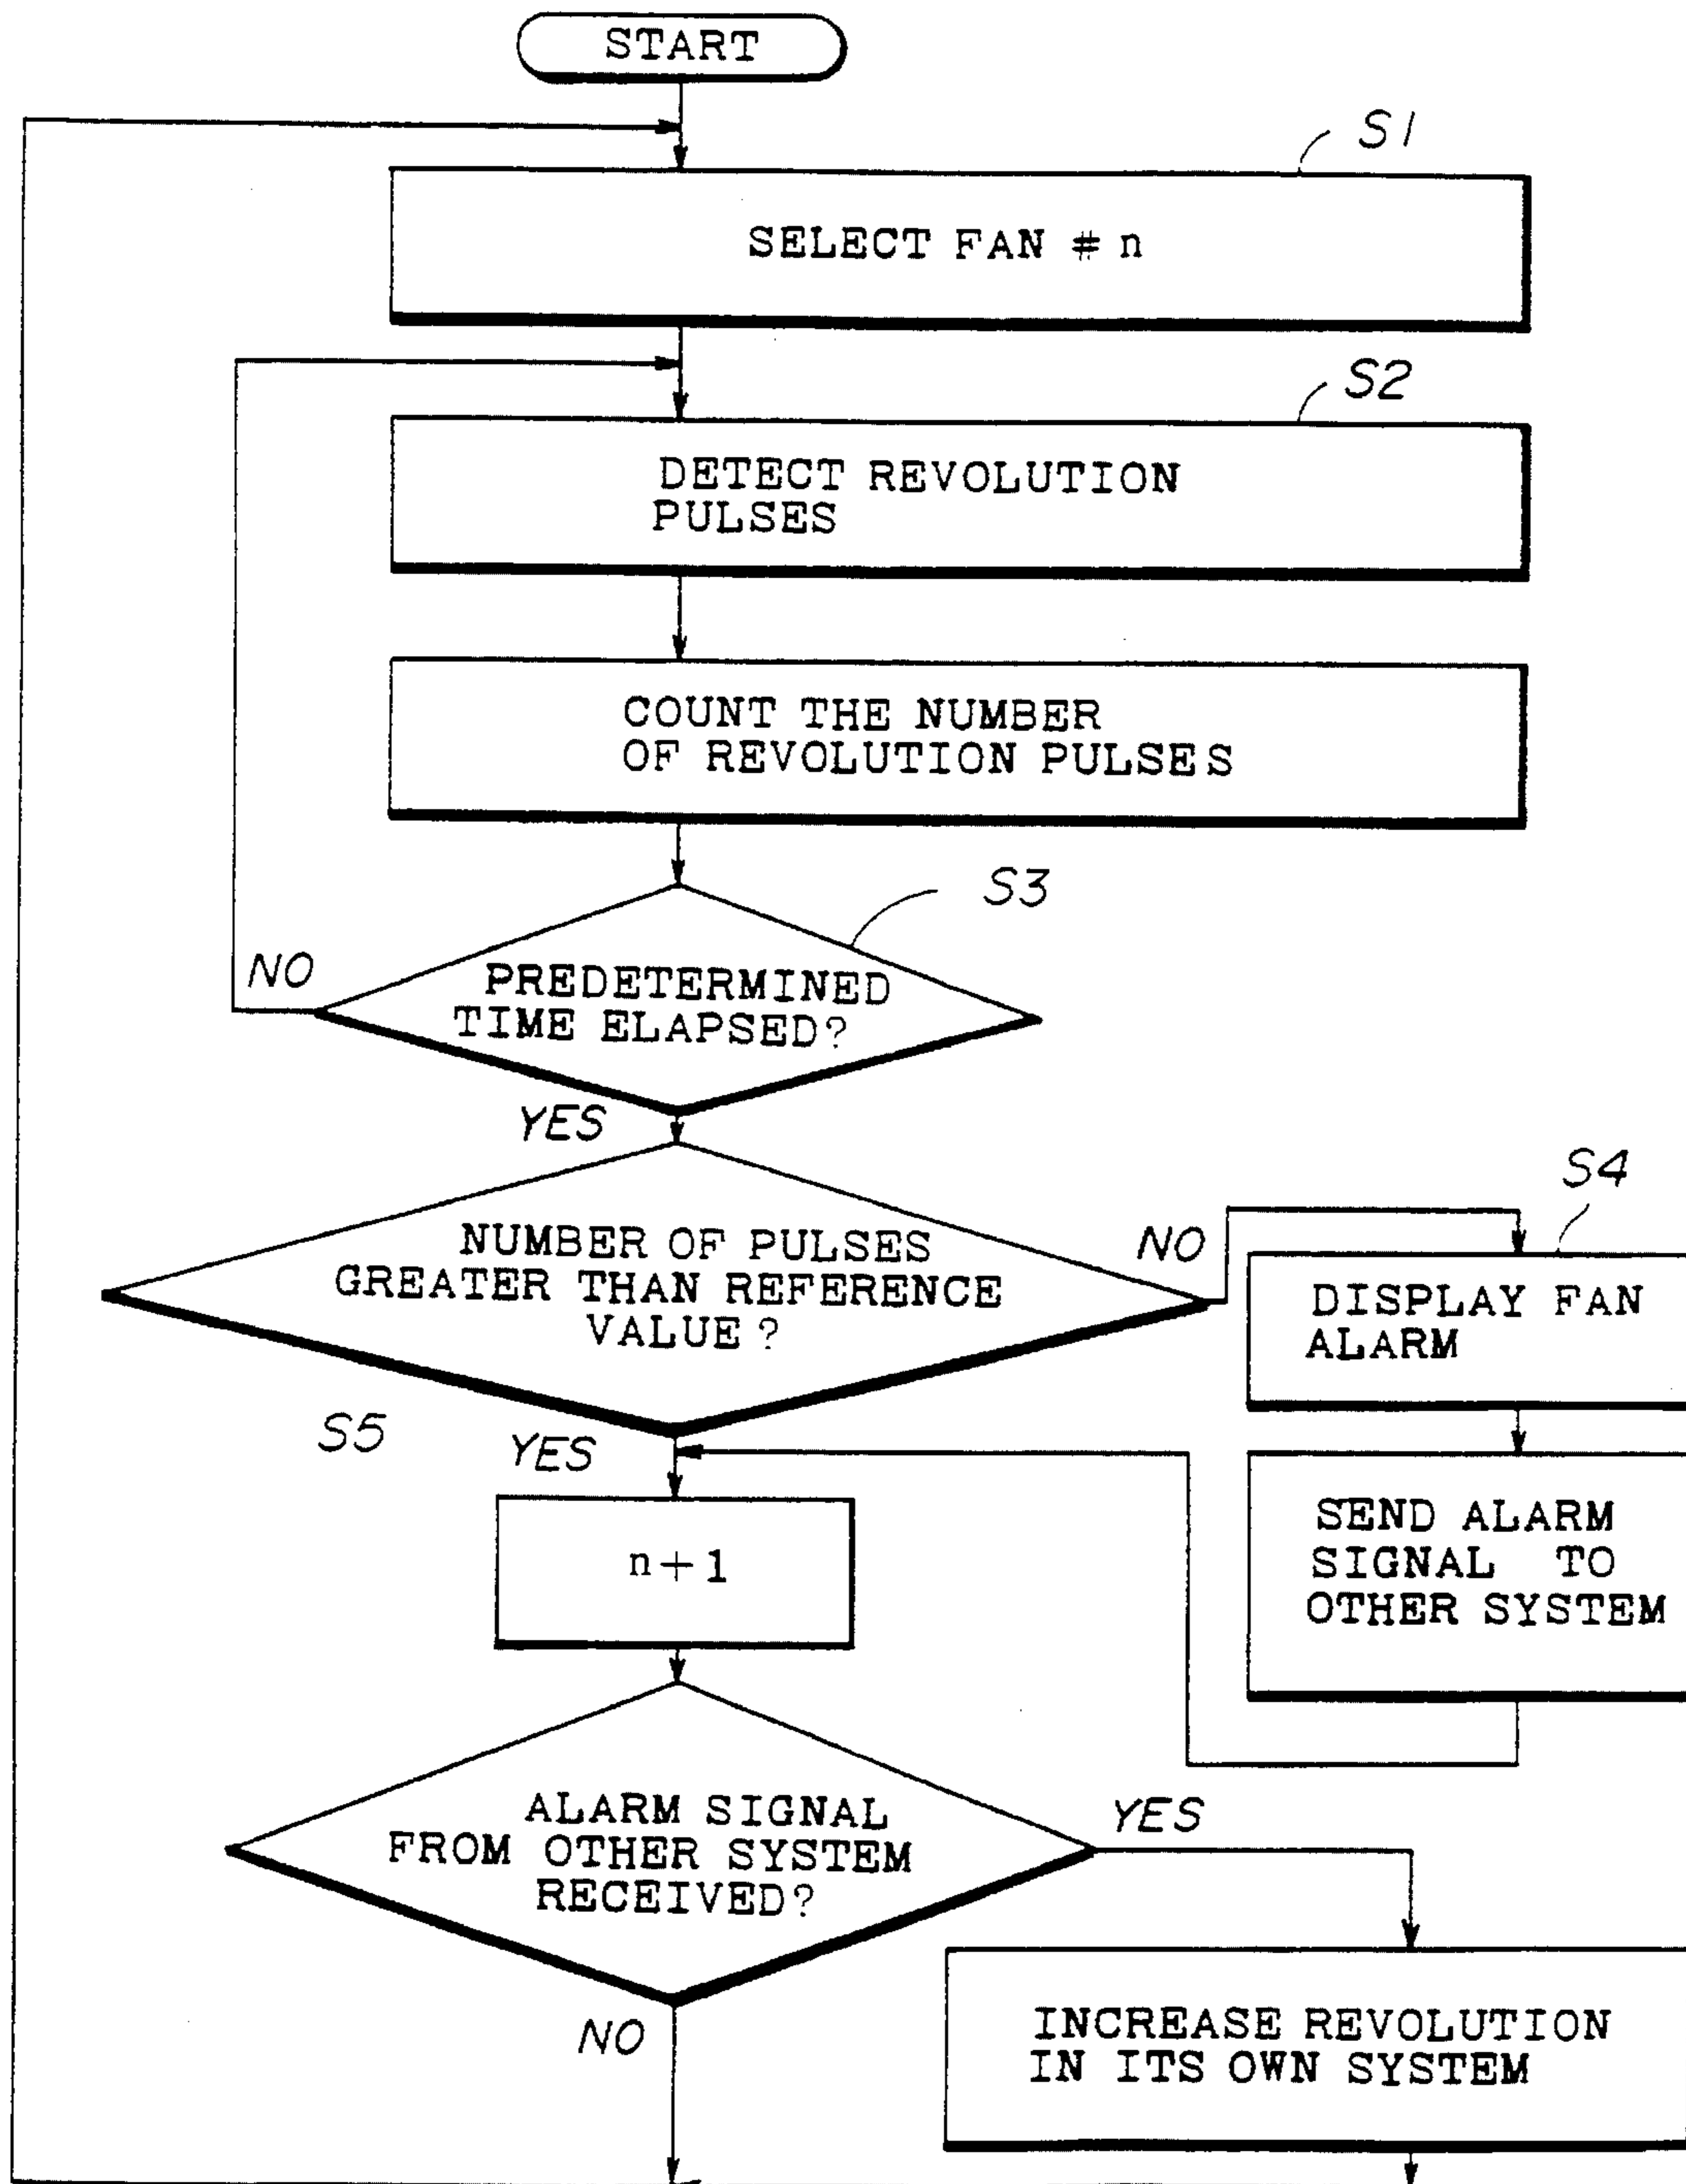 START
S1
SELECT FAN # n
S2
DETECT REVOLUTION
PULSES
COUNT THE NUMBER
OF REVOLUTION PULSES
S3
NO
PREDETERMINED
TIME ELAPSED?
YES
S4
NUMBER OF PULSES
GREATER THAN REFERENCE
VALUE?
NO
DISPLAY FAN
ALARM
S5
YES
SEND ALARM
SIGNAL TO
OTHER SYSTEM
n+1
ALARM SIGNAL
FROM OTHER SYSTEM
RECEIVED?
YES
NO
INCREASE REVOLUTION
IN ITS OWN SYSTEM